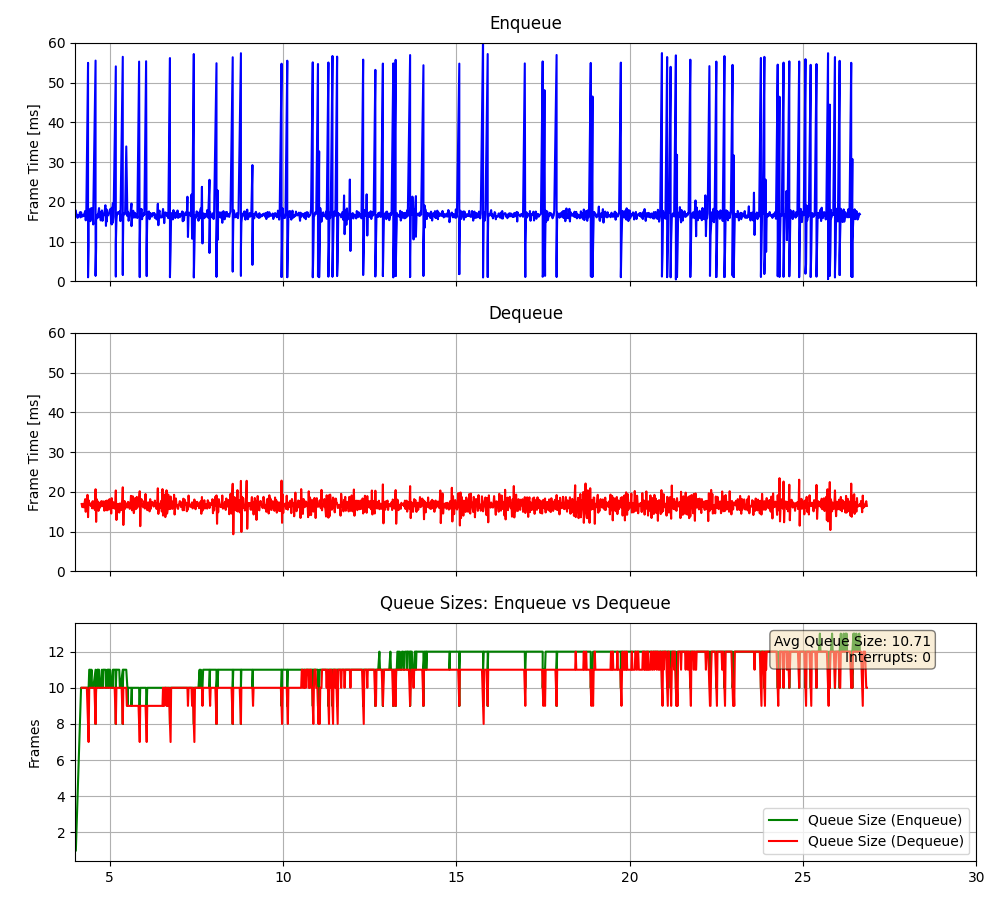 Enqueue
60
50
40
30
20
10
0
Frame Time [ms]
Dequeue
60
50
40
30
20
10
0
Frame Time [ms]
Queue Sizes: Enqueue vs Dequeue
12
10
8
6
4
2
Frames
Avg Queue Size: 10.71
Interrupts: 0
Queue Size (Enqueue)
Queue Size (Dequeue)
5 10 15 20 25 30